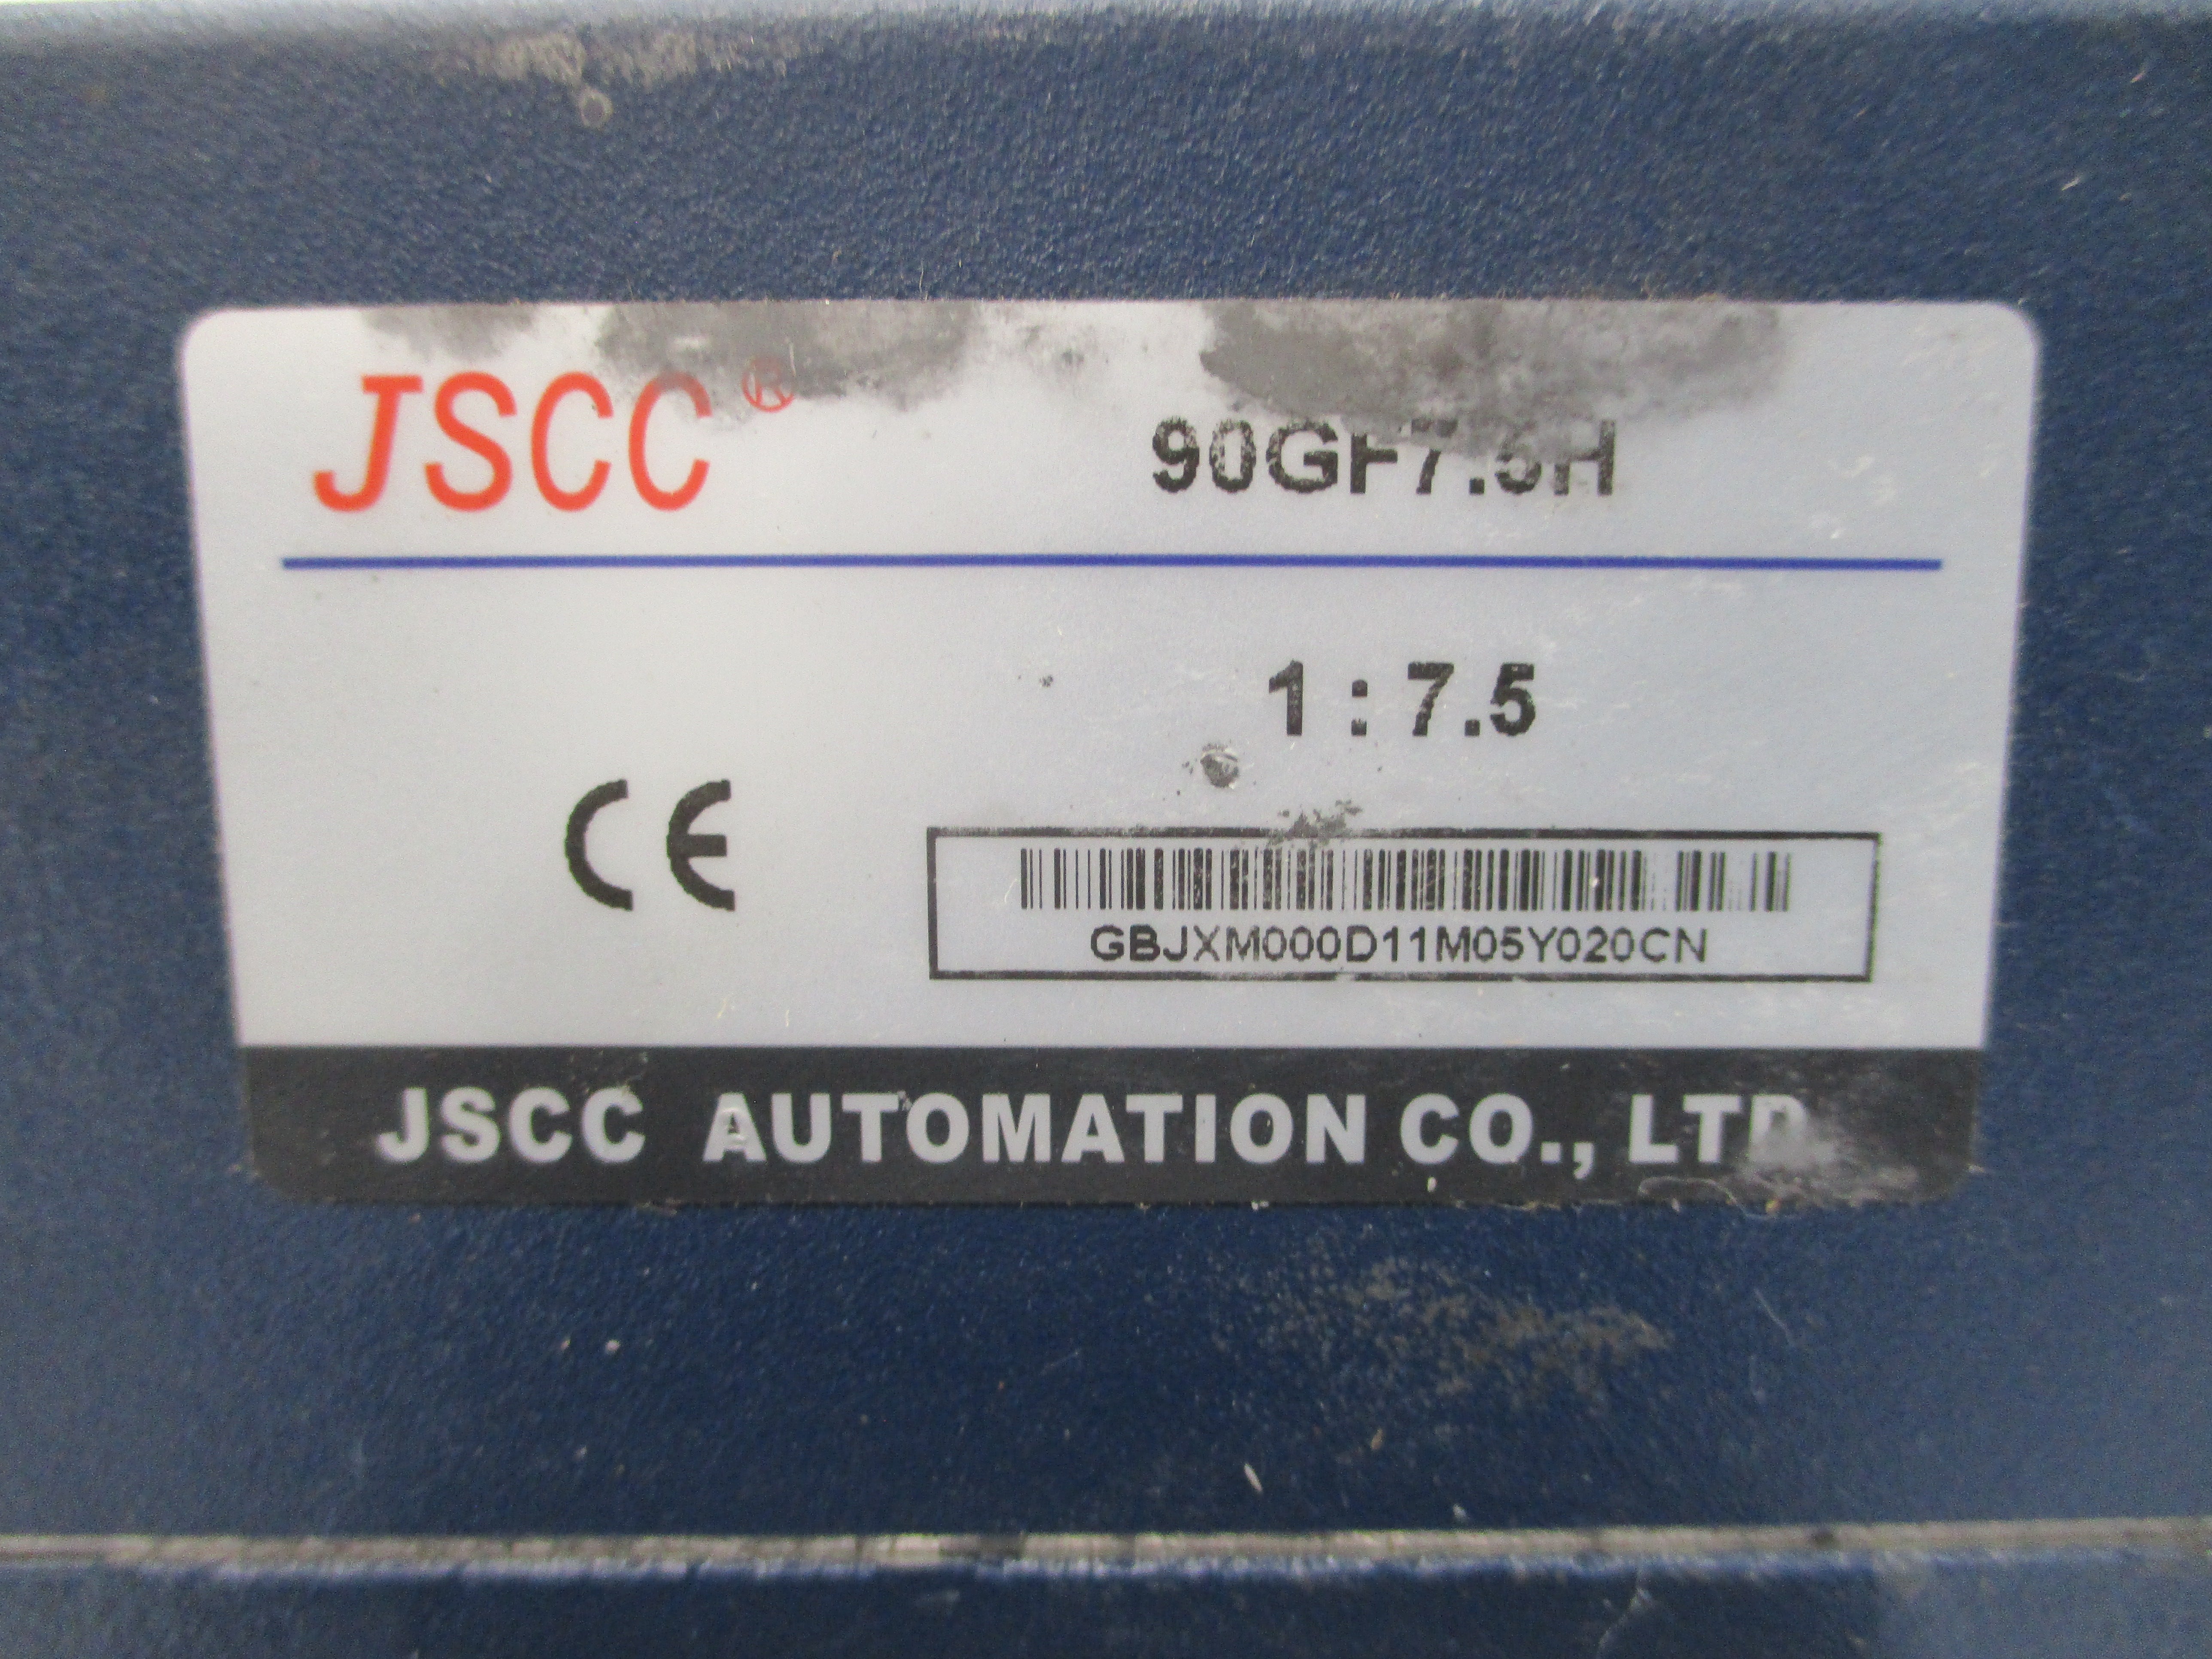 JSCC®
90GF7.5H
1:7.5
CE
GBJXM000D11M05Y020CN
JSCC AUTOMATION CO., LTD